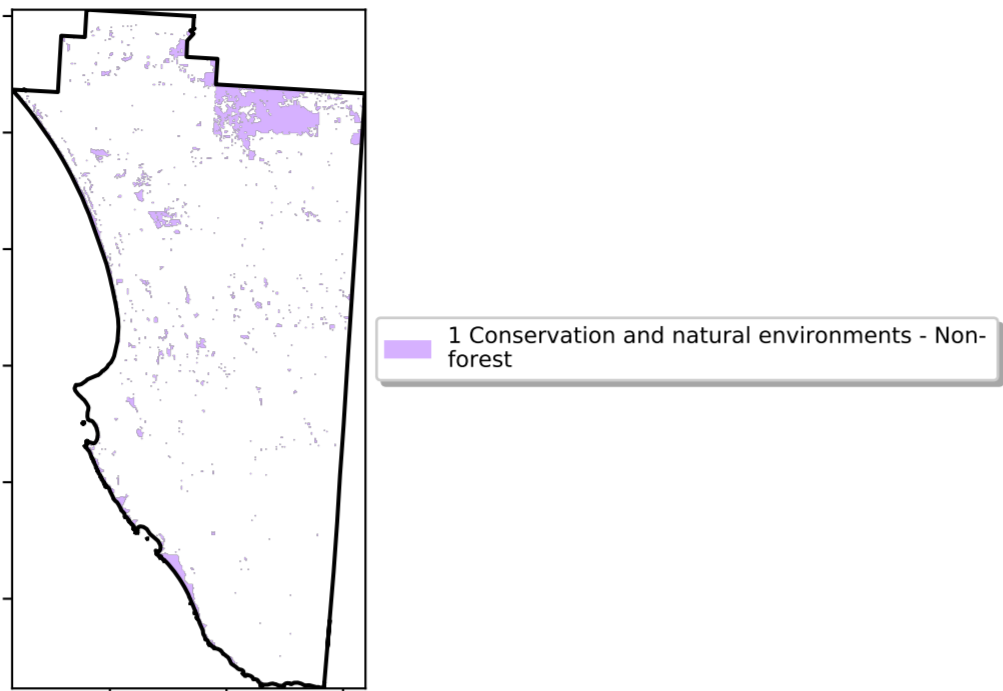 1 Conservation and natural environments - Non-
forest